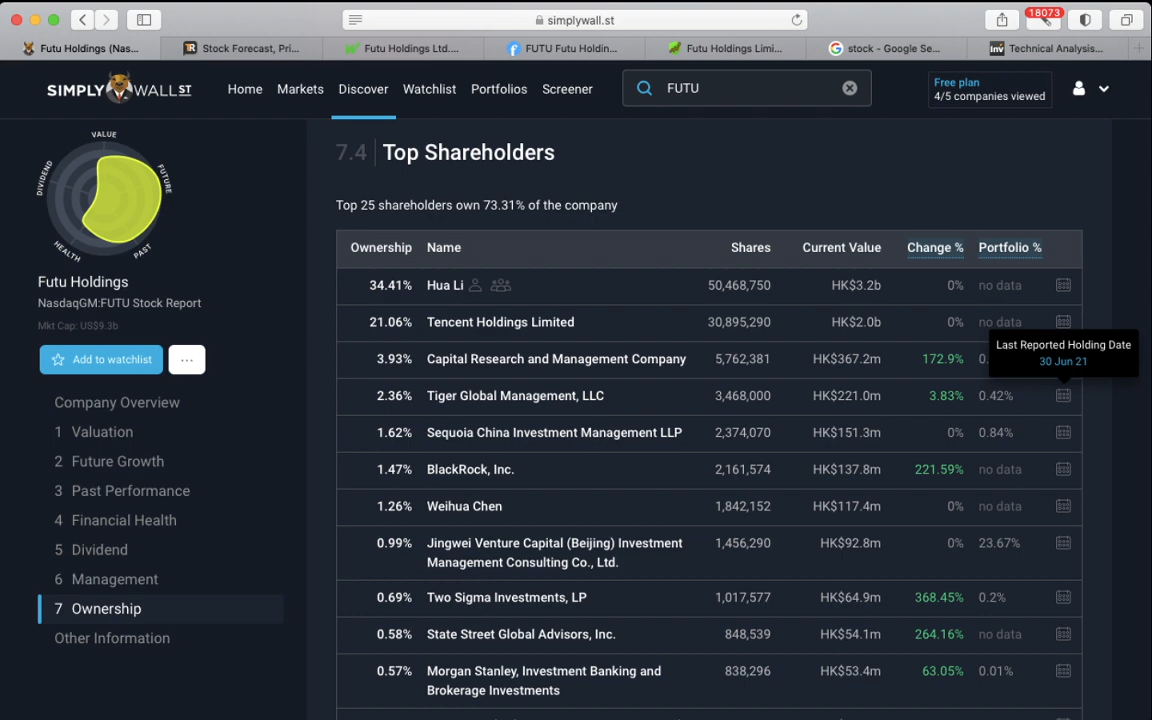 simplywall.st
18073
Futu Holdings (Nas...
Stock Forecast, Pri...
Futu Holdings Ltd....
FUTU Futu Holdin...
Futu Holdings Limi...
stock - Google Se...
Inv Technical Analysis...
SIMPLY WALL ST
Home Markets Discover Watchlist Portfolios Screener
FUTU
Free plan
4/5 companies viewed
VALUE
FUTURE
PAST
HEALTH
DIVIDEND
Futu Holdings
NasdaqGM:FUTU Stock Report
Mkt Cap: US$9.3b
Add to watchlist ...
Company Overview
1 Valuation
2 Future Growth
3 Past Performance
4 Financial Health
5 Dividend
6 Management
7 Ownership
Other Information
7.4 Top Shareholders
Top 25 shareholders own 73.31% of the company
Ownership Name Shares Current Value Change % Portfolio %
34.41% Hua Li 50,468,750 HK$3.2b 0% no data
21.06% Tencent Holdings Limited 30,895,290 HK$2.0b 0% no data
Last Reported Holding Date
30 Jun 21
3.93% Capital Research and Management Company 5,762,381 HK$367.2m 172.9% 0.
2.36% Tiger Global Management, LLC 3,468,000 HK$221.0m 3.83% 0.42%
1.62% Sequoia China Investment Management LLP 2,374,070 HK$151.3m 0% 0.84%
1.47% BlackRock, Inc. 2,161,574 HK$137.8m 221.59% no data
1.26% Weihua Chen 1,842,152 HK$117.4m 0% no data
0.99% Jingwei Venture Capital (Beijing) Investment 1,456,290 HK$92.8m 0% 23.67%
Management Consulting Co., Ltd.
0.69% Two Sigma Investments, LP 1,017,577 HK$64.9m 368.45% 0.2%
0.58% State Street Global Advisors, Inc. 848,539 HK$54.1m 264.16% no data
0.57% Morgan Stanley, Investment Banking and 838,296 HK$53.4m 63.05% 0.01%
Brokerage Investments